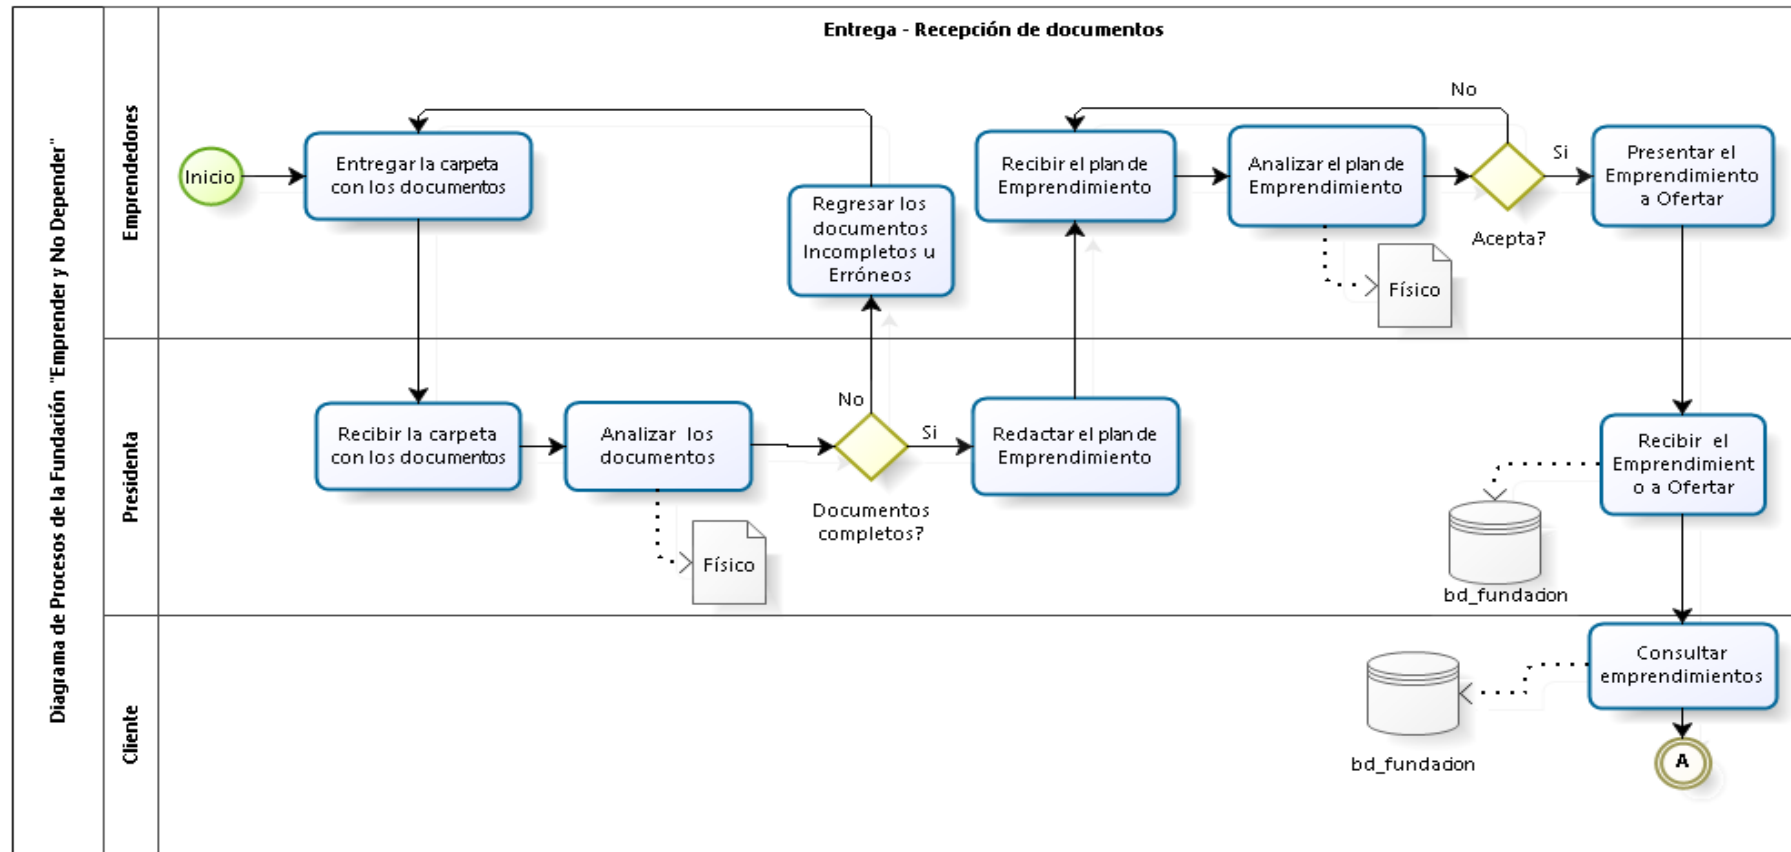 Entrega - Recepción de documentos
Diagrama de Procesos de la Fundación "Emprender y No Depender"
Emprendedores
Inicio
Entregar la carpeta
con los documentos
Regresar los
documentos
Incompletos u
Erróneos
Recibir el plan de
Emprendimiento
Analizar el plan de
Emprendimiento
Físico
No
Acepta?
Si
Presentar el
Emprendimiento
a Ofertar
Presidenta
Recibir la carpeta
con los documentos
Analizar los
documentos
Físico
No
Documentos
completos?
Si
Redactar el plan de
Emprendimiento
Recibir el
Emprendimient
o a Ofertar
bd_fundacion
Cliente
Consultar
emprendimientos
bd_fundacion
A